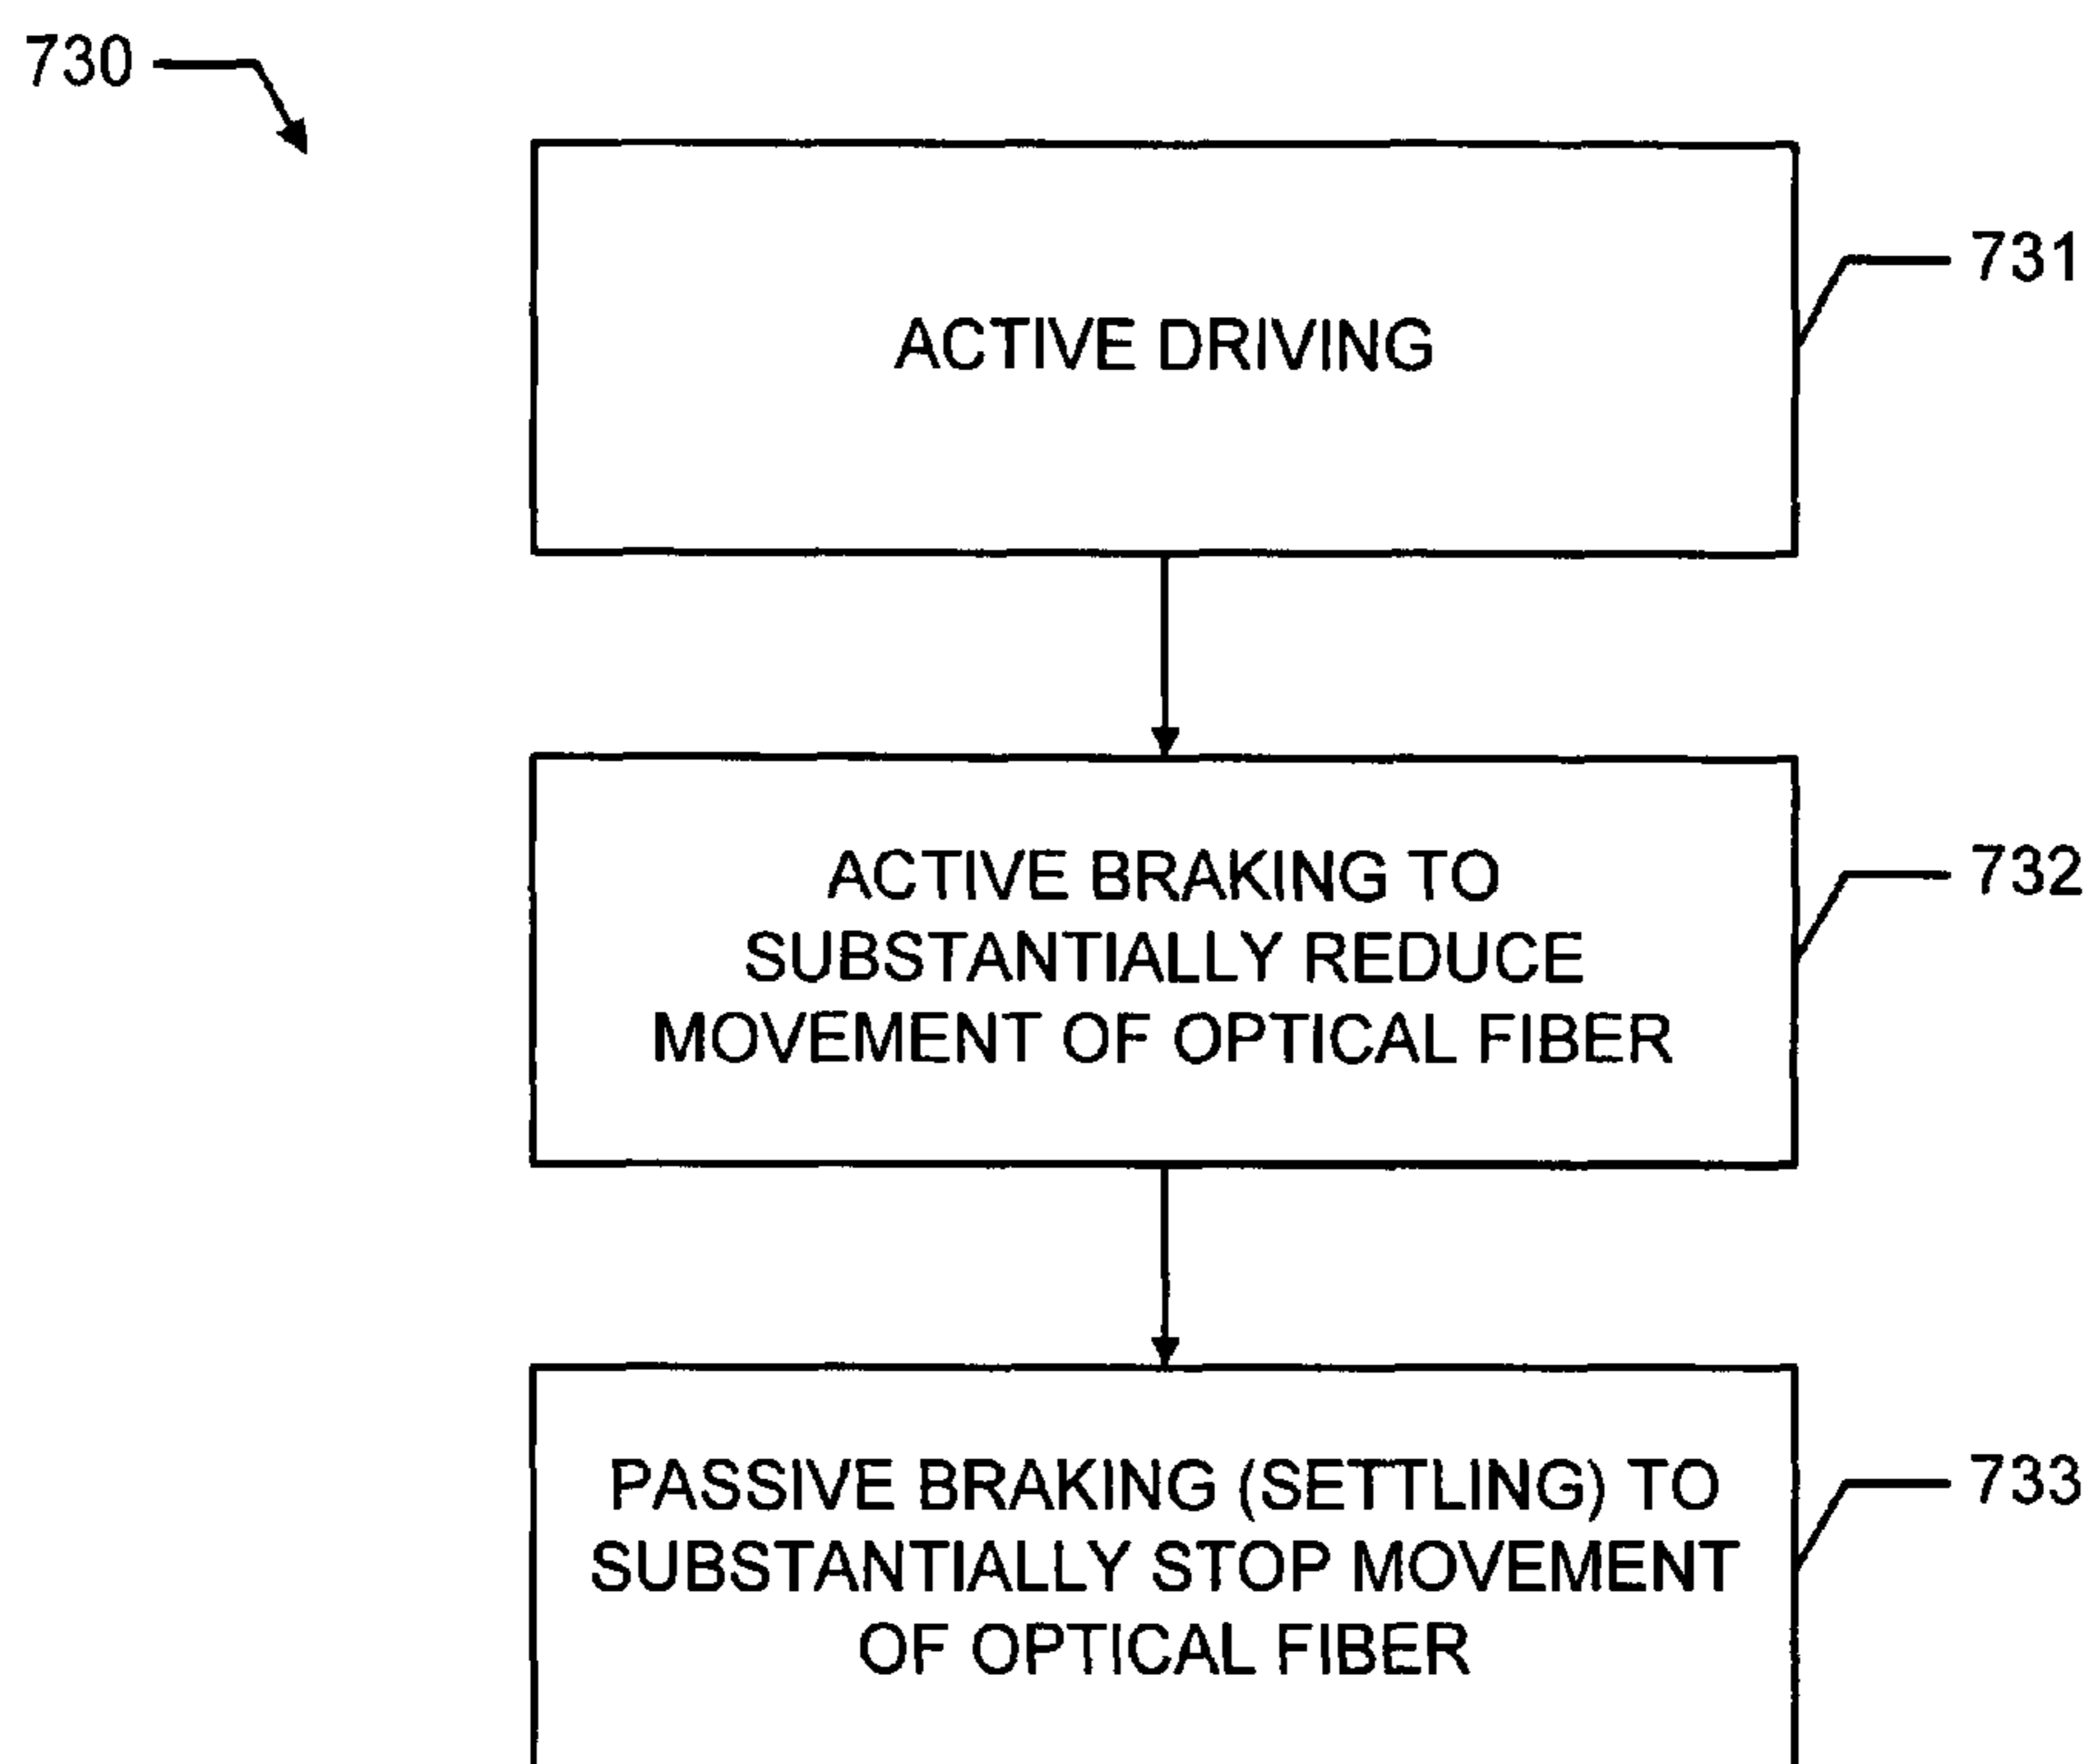 730
ACTIVE DRIVING
731
ACTIVE BRAKING TO
SUBSTANTIALLY REDUCE
MOVEMENT OF OPTICAL FIBER
732
PASSIVE BRAKING (SETTLING) TO
SUBSTANTIALLY STOP MOVEMENT
OF OPTICAL FIBER
733